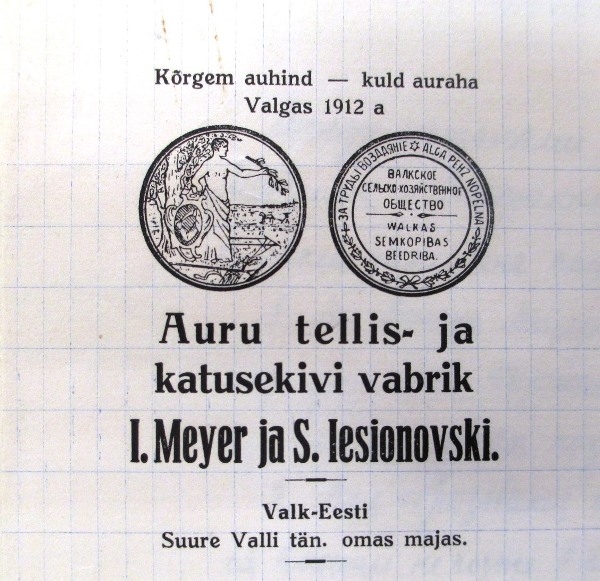 Kõrgem auhind — kuld auraha
Valgas 1912 a
ЗА ТРУДЫ ВОЗДАЯНІЕ ✡ ALGA PEHZ NOPELNA
ВАЛКСКОЕ
СЕЛЬСКО-ХОЗЯЙСТВЕННОЕ
ОБЩЕСТВО
WALKAS
SEMKOPIBAS
BEEDRIBA.
Auru tellis- ja
katusekivi vabrik
I. Meyer ja S. Iesionovski.
Valk-Eesti
Suure Valli tän. omas majas.